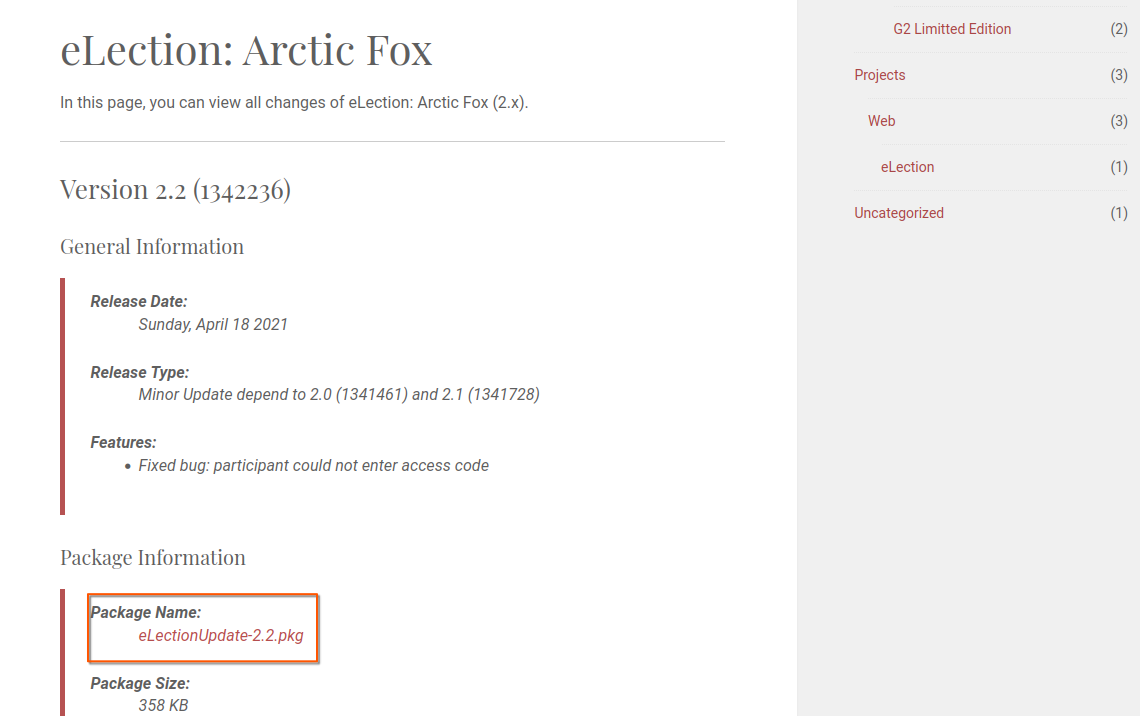 eLection: Arctic Fox
In this page, you can view all changes of eLection: Arctic Fox (2.x).
Version 2.2 (1342236)
General Information
Release Date:
Sunday, April 18 2021
Release Type:
Minor Update depend to 2.0 (1341461) and 2.1 (1341728)
Features:
• Fixed bug: participant could not enter access code
Package Information
Package Name:
eLectionUpdate-2.2.pkg
Package Size:
358 KB
G2 Limitted Edition (2)
Projects (3)
Web (3)
eLection (1)
Uncategorized (1)